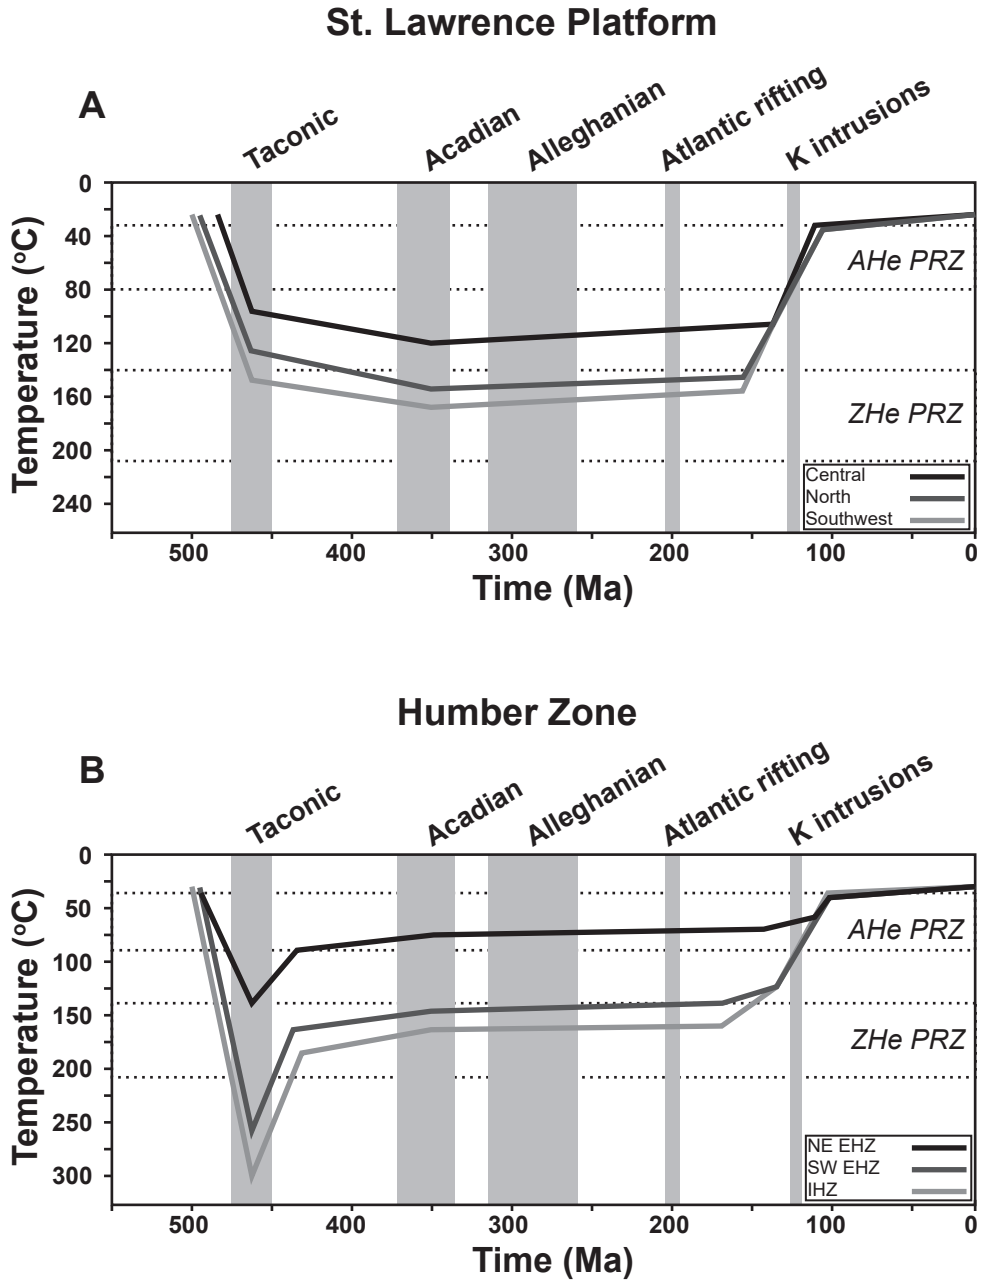 St. Lawrence Platform
A
Taconic
Acadian
Alleghanian
Atlantic rifting
K intrusions
0
40
80
120
160
200
240
Temperature (°C)
AHe PRZ
ZHe PRZ
Central
North
Southwest
500 400 300 200 100 0
Time (Ma)
Humber Zone
B
Taconic
Acadian
Alleghanian
Atlantic rifting
K intrusions
0
50
100
150
200
250
300
Temperature (°C)
AHe PRZ
ZHe PRZ
NE EHZ
SW EHZ
IHZ
500 400 300 200 100 0
Time (Ma)